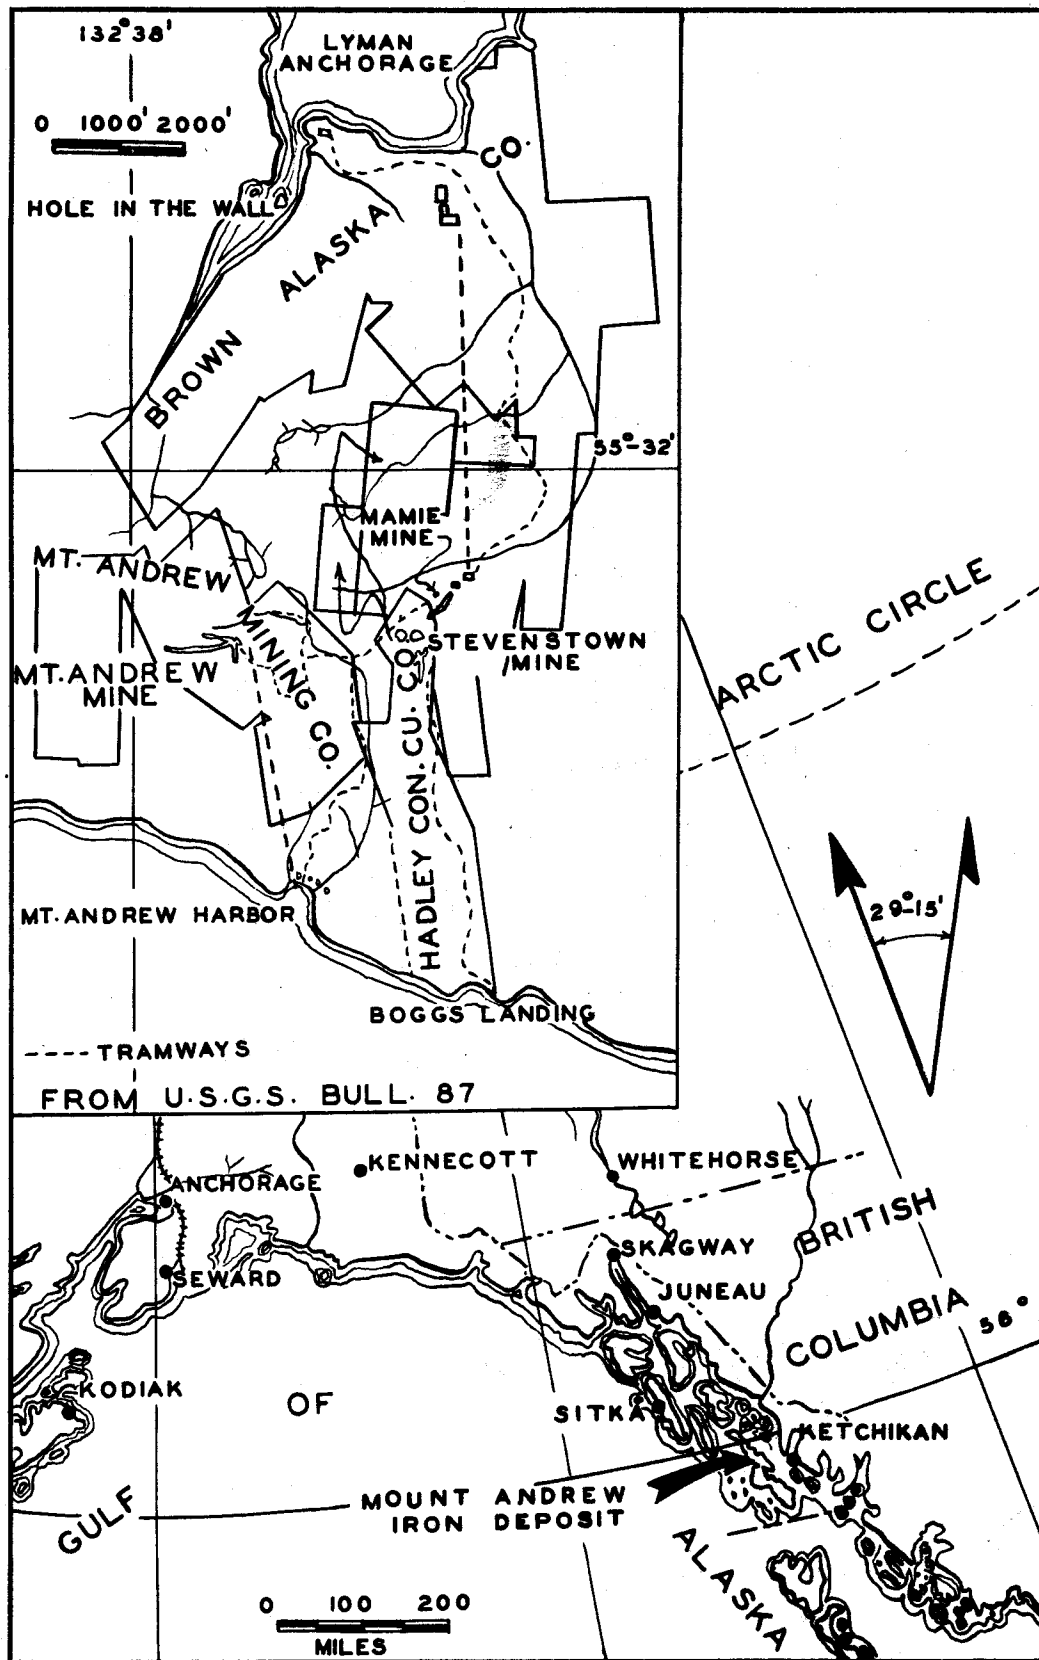 132°38'
LYMAN
ANCHORAGE
0 1000' 2000'
HOLE IN THE WALL
BROWN ALASKA CO.
55°-32'
MAMIE
MINE
MT. ANDREW
MINING CO.
STEVENSTOWN
MINE
MT. ANDREW
MINE
HADLEY CON. CU. CO.
MT. ANDREW HARBOR
BOGGS LANDING
---- TRAMWAYS
FROM U.S.G.S. BULL. 87
ARCTIC CIRCLE
29°-15'
KENNECOTT
WHITEHORSE
ANCHORAGE
BRITISH
COLUMBIA
SKAGWAY
SEWARD
JUNEAU
56°
KODIAK
GULF OF ALASKA
SITKA
KETCHIKAN
MOUNT ANDREW
IRON DEPOSIT
0 100 200
MILES